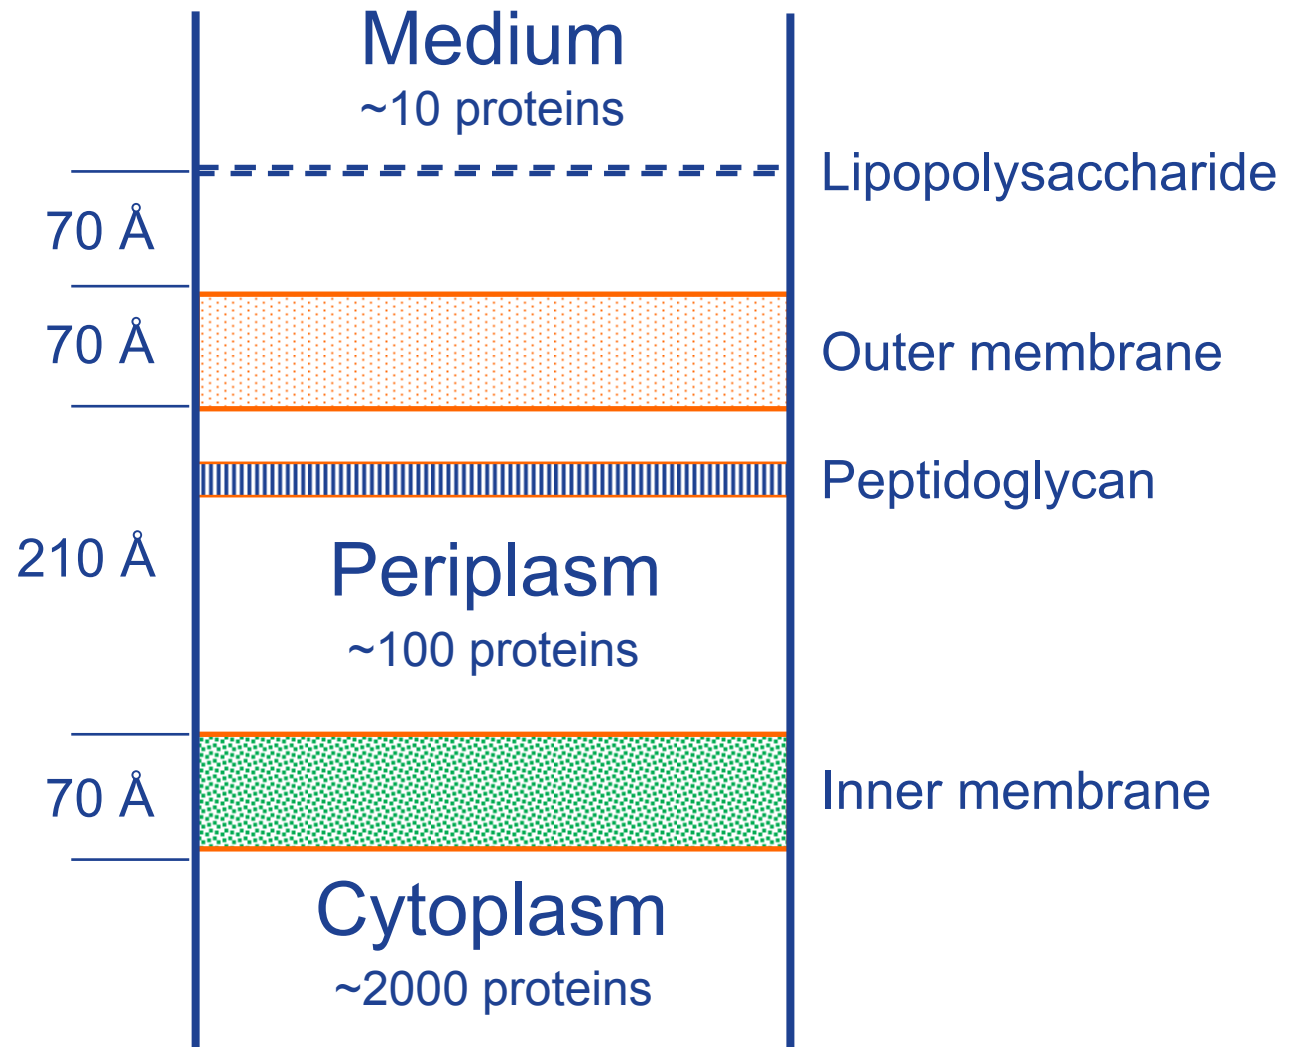 Medium
~10 proteins
Lipopolysaccharide
70 Å
70 Å
Outer membrane
Peptidoglycan
210 Å
Periplasm
~100 proteins
70 Å
Inner membrane
Cytoplasm
~2000 proteins